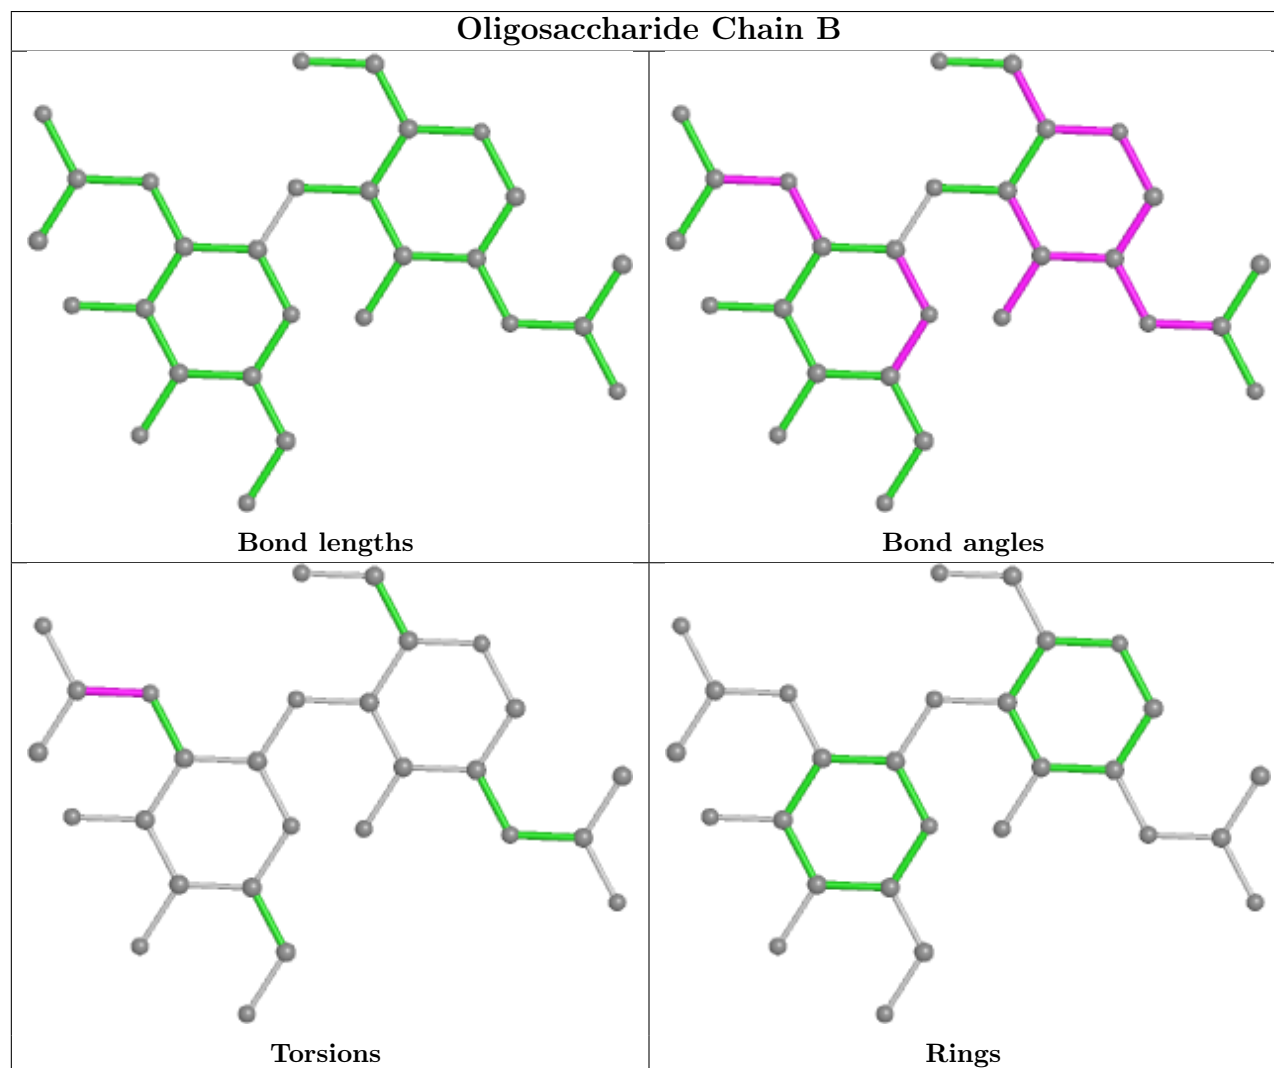 Oligosaccharide Chain B
Bond lengths
Bond angles
Torsions
Rings